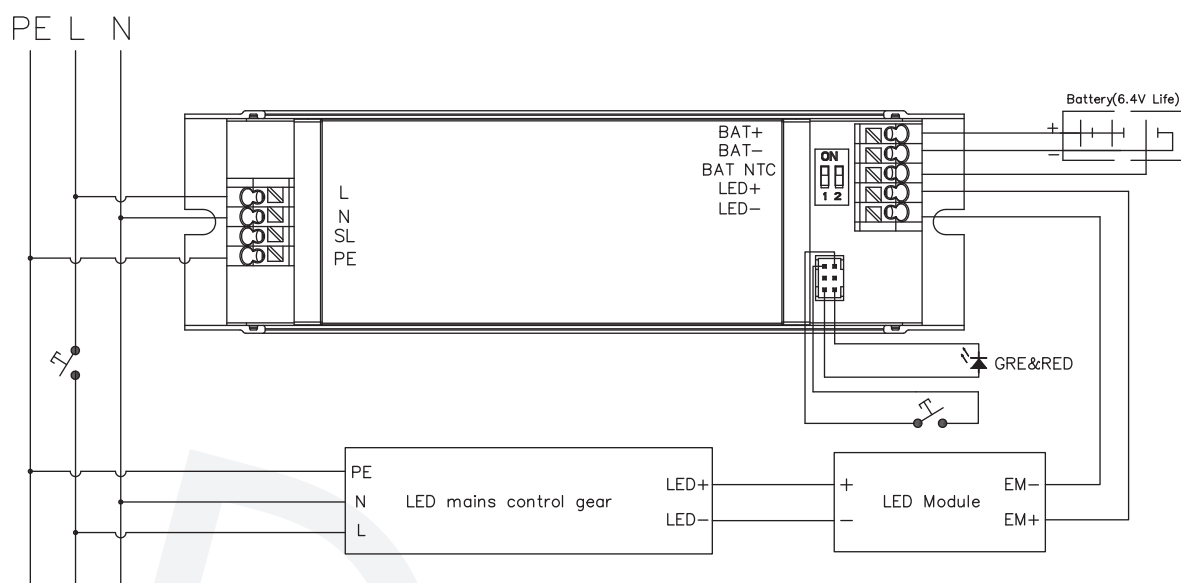 PE L N
Battery(6.4V Life)
+
−
BAT+
BAT−
BAT NTC
LED+
LED−
ON
1 2
L
N
SL
PE
GRE&RED
PE
N
L
LED mains control gear
LED+
LED−
+
−
LED Module
EM−
EM+